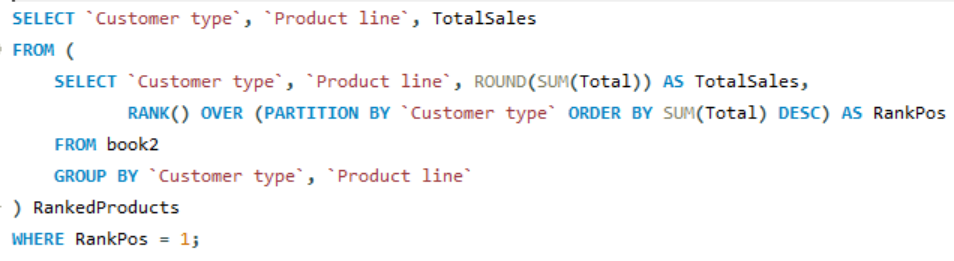 SELECT `Customer type`, `Product line`, TotalSales
FROM (
    SELECT `Customer type`, `Product line`, ROUND(SUM(Total)) AS TotalSales,
           RANK() OVER (PARTITION BY `Customer type` ORDER BY SUM(Total) DESC) AS RankPos
    FROM book2
    GROUP BY `Customer type`, `Product line`
) RankedProducts
WHERE RankPos = 1;